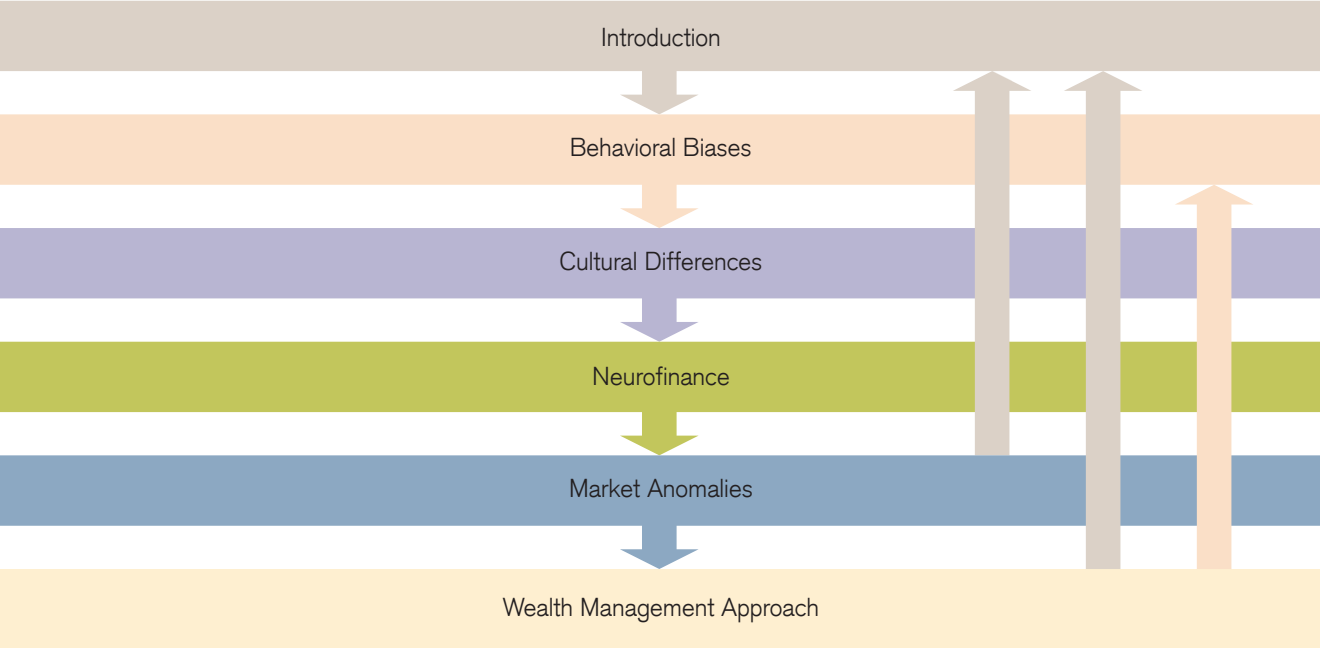 Introduction
Behavioral Biases
Cultural Differences
Neurofinance
Market Anomalies
Wealth Management Approach